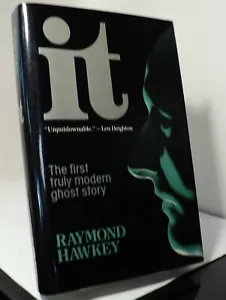 it
"Unputdownable." —Len Deighton
The first
truly modern
ghost story
RAYMOND
HAWKEY